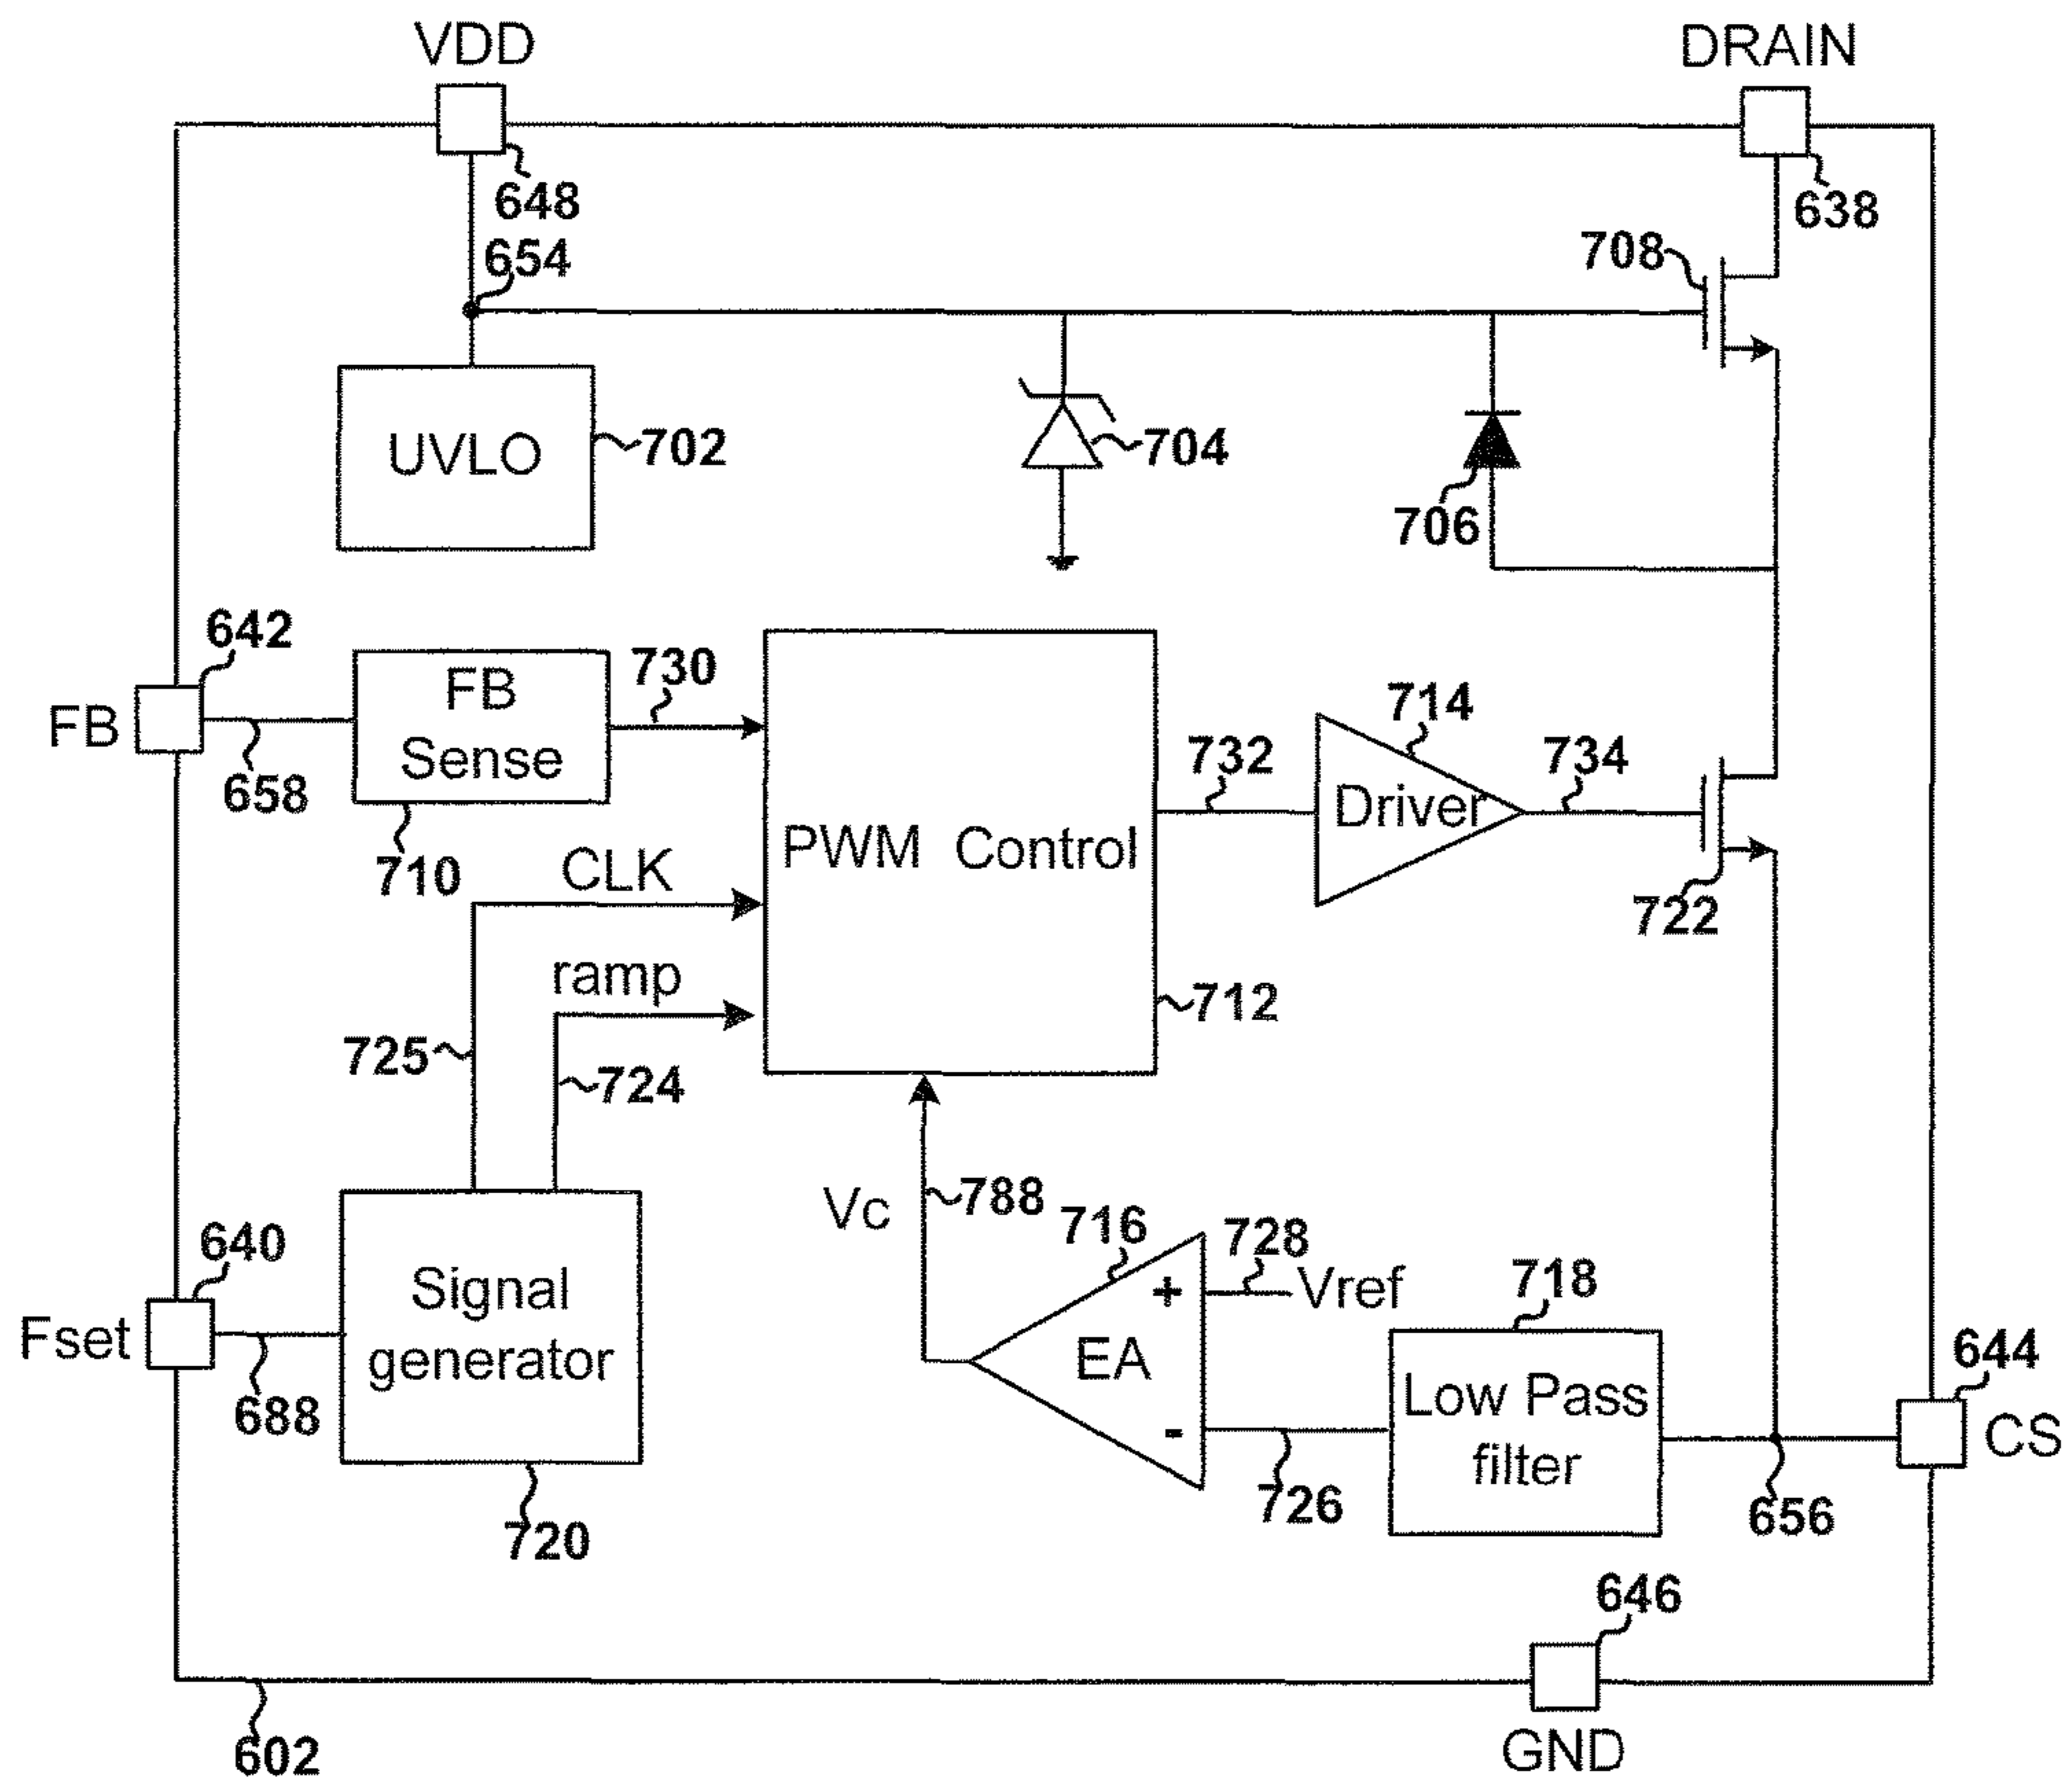 VDD
DRAIN
648
638
654
708
UVLO
702
704
706
642
FB
658
FB
Sense
730
710
CLK
ramp
725
724
PWM Control
712
732
714
Driver
734
722
640
Fset
688
Signal
generator
720
Vc
788
716
728
+
Vref
EA
-
726
718
Low Pass
filter
644
CS
656
646
GND
602